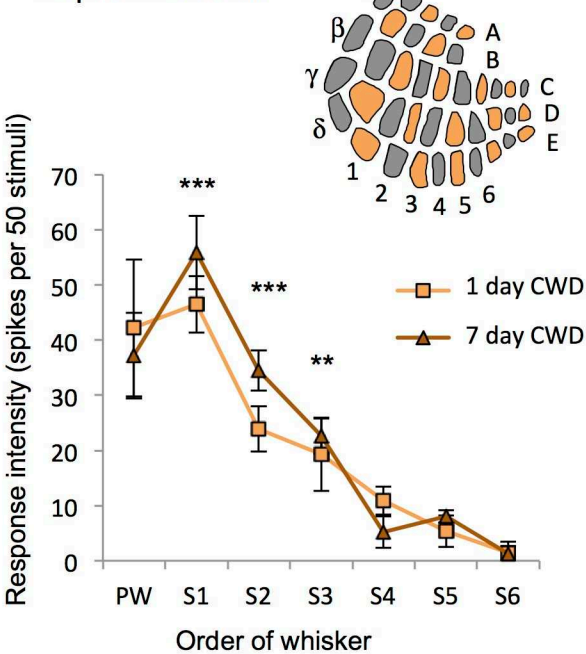 β
γ
δ
A
B
C
D
E
1
2
3
4
5
6
Response intensity (spikes per 50 stimuli)
70
60
50
40
30
20
10
0
***
***
**
1 day CWD
7 day CWD
PW S1 S2 S3 S4 S5 S6
Order of whisker